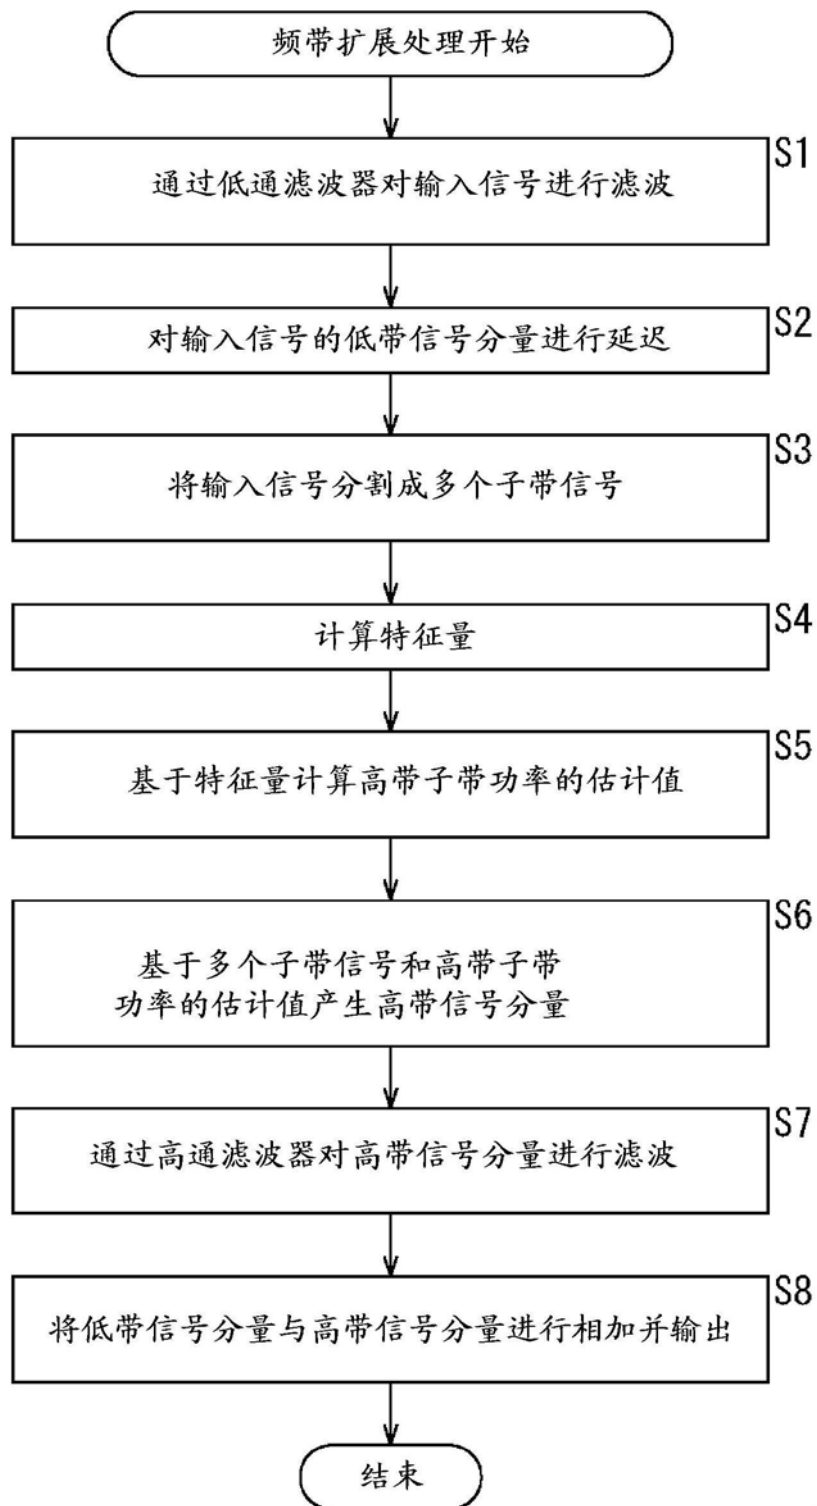 频带扩展处理开始
S1
通过低通滤波器对输入信号进行滤波
S2
对输入信号的低带信号分量进行延迟
S3
将输入信号分割成多个子带信号
S4
计算特征量
S5
基于特征量计算高带子带功率的估计值
S6
基于多个子带信号和高带子带
功率的估计值产生高带信号分量
S7
通过高通滤波器对高带信号分量进行滤波
S8
将低带信号分量与高带信号分量进行相加并输出
结束